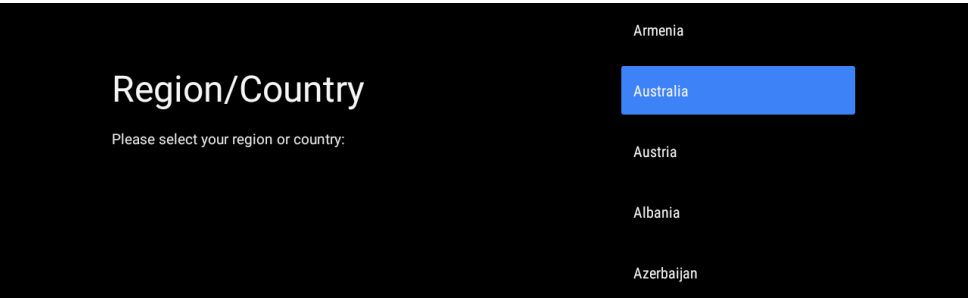 Region/Country
Please select your region or country:
Armenia
Australia
Austria
Albania
Azerbaijan